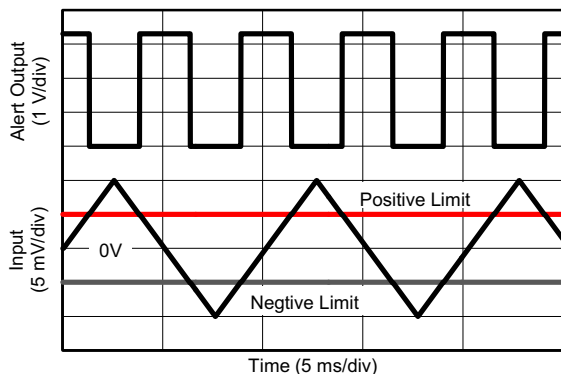 Alert Output
(1 V/div)
Positive Limit
Input
(5 mV/div)
0V
Negtive Limit
Time (5 ms/div)